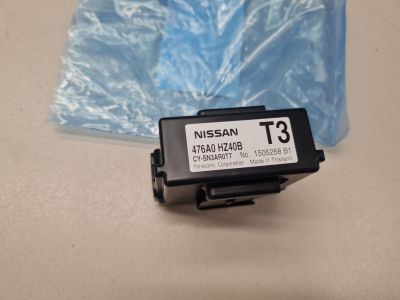 NISSAN T3
476A0 HZ40B
CY-SN3AR0TT No. 1505258 B1
Panasonic Corporation Made in Thailand